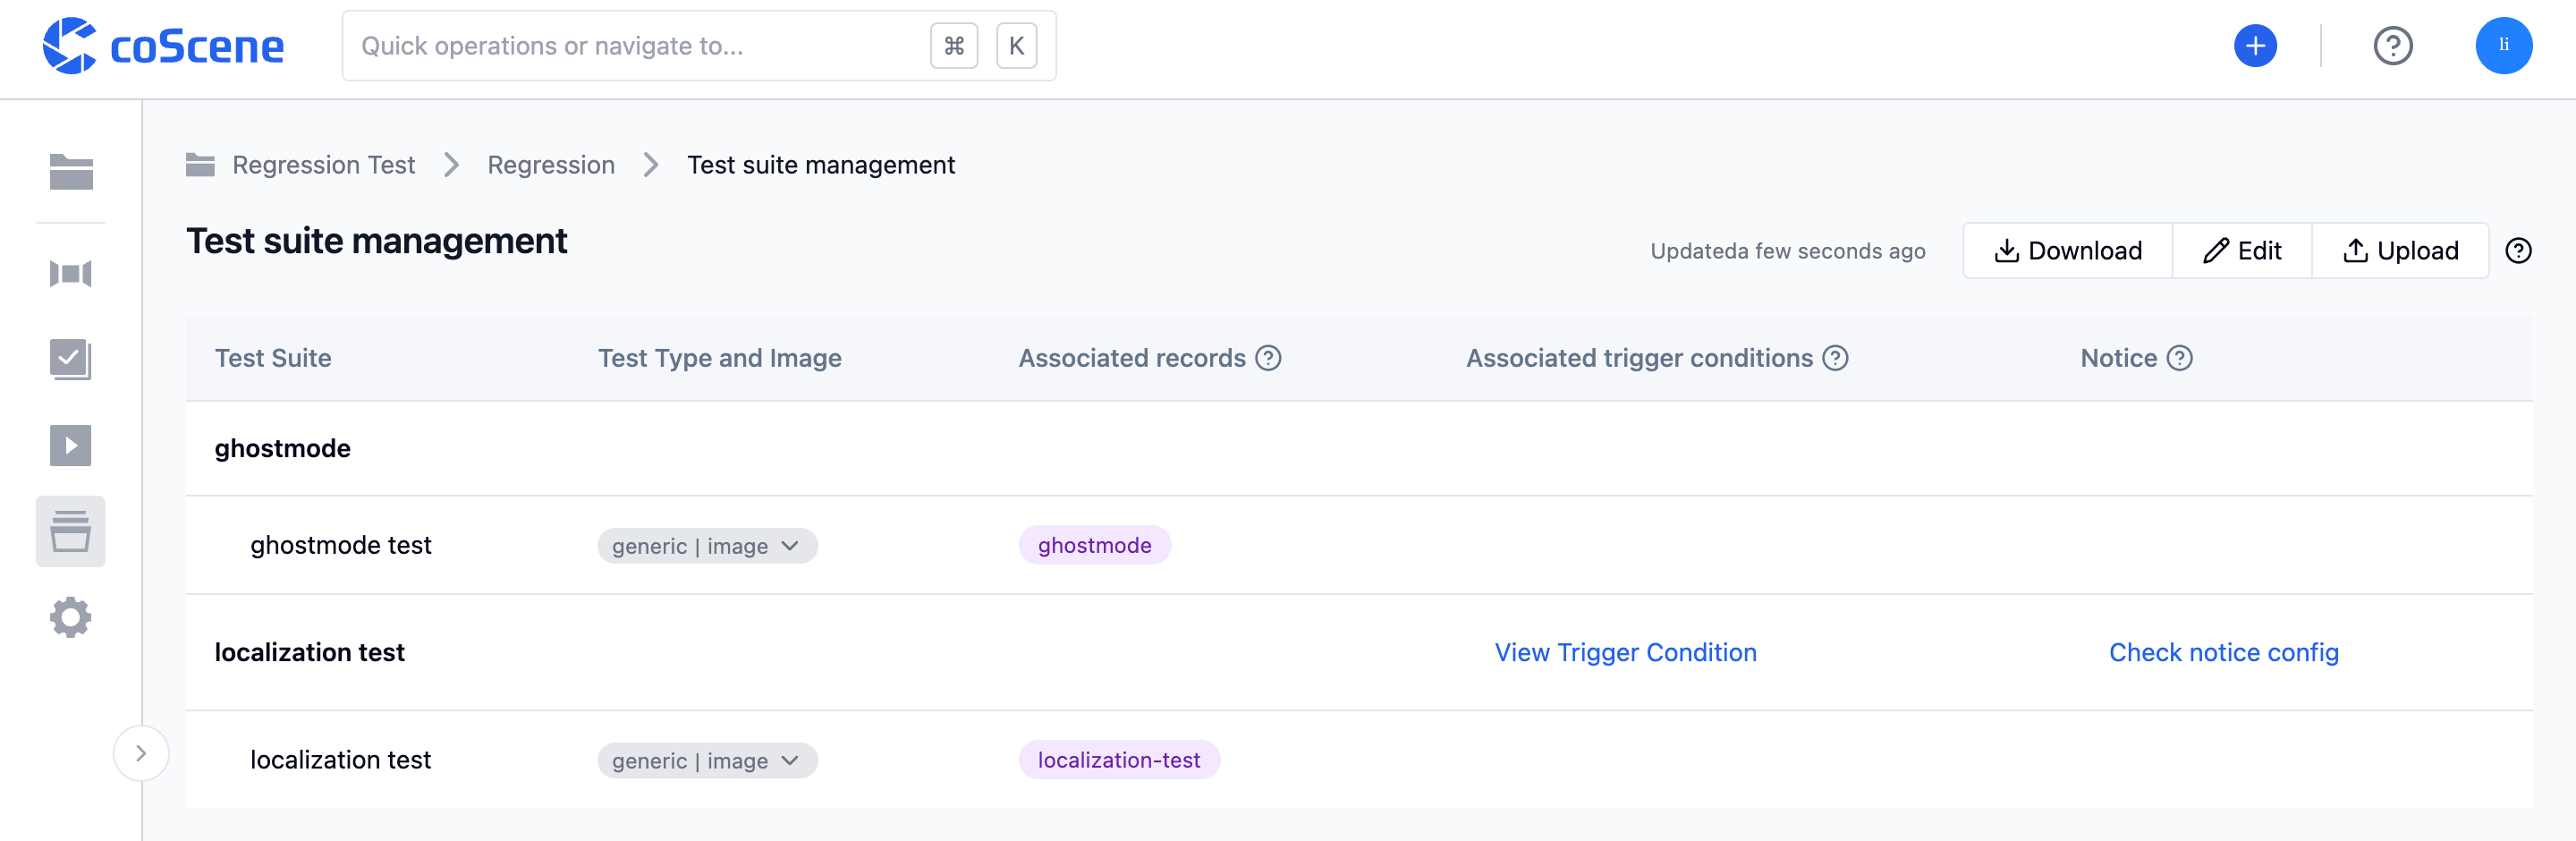 coScene
Quick operations or navigate to...
⌘ K
li
Regression Test > Regression > Test suite management
Test suite management
Updateda few seconds ago
Download
Edit
Upload
Test Suite
Test Type and Image
Associated records
Associated trigger conditions
Notice
ghostmode
ghostmode test
generic | image
ghostmode
localization test
View Trigger Condition
Check notice config
localization test
generic | image
localization-test